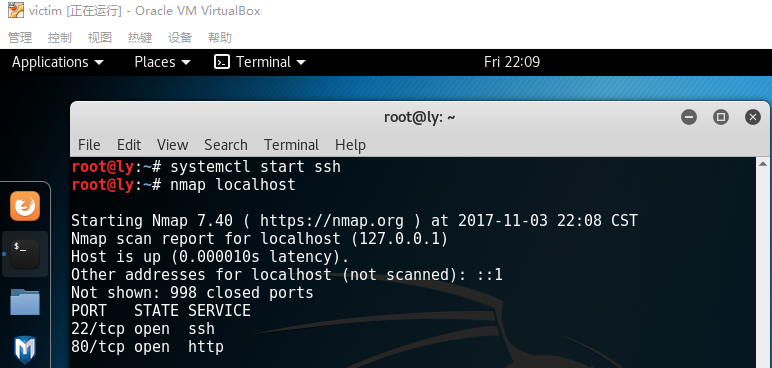 victim [正在运行] - Oracle VM VirtualBox
管理 控制 视图 热键 设备 帮助
Applications Places Terminal Fri 22:09
root@ly: ~
File Edit View Search Terminal Help
root@ly:~# systemctl start ssh
root@ly:~# nmap localhost
Starting Nmap 7.40 ( https://nmap.org ) at 2017-11-03 22:08 CST
Nmap scan report for localhost (127.0.0.1)
Host is up (0.000010s latency).
Other addresses for localhost (not scanned): ::1
Not shown: 998 closed ports
PORT   STATE SERVICE
22/tcp open  ssh
80/tcp open  http